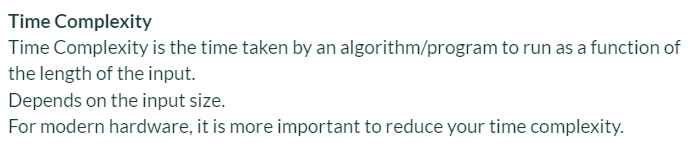 Time Complexity
Time Complexity is the time taken by an algorithm/program to run as a function of
the length of the input.
Depends on the input size.
For modern hardware, it is more important to reduce your time complexity.